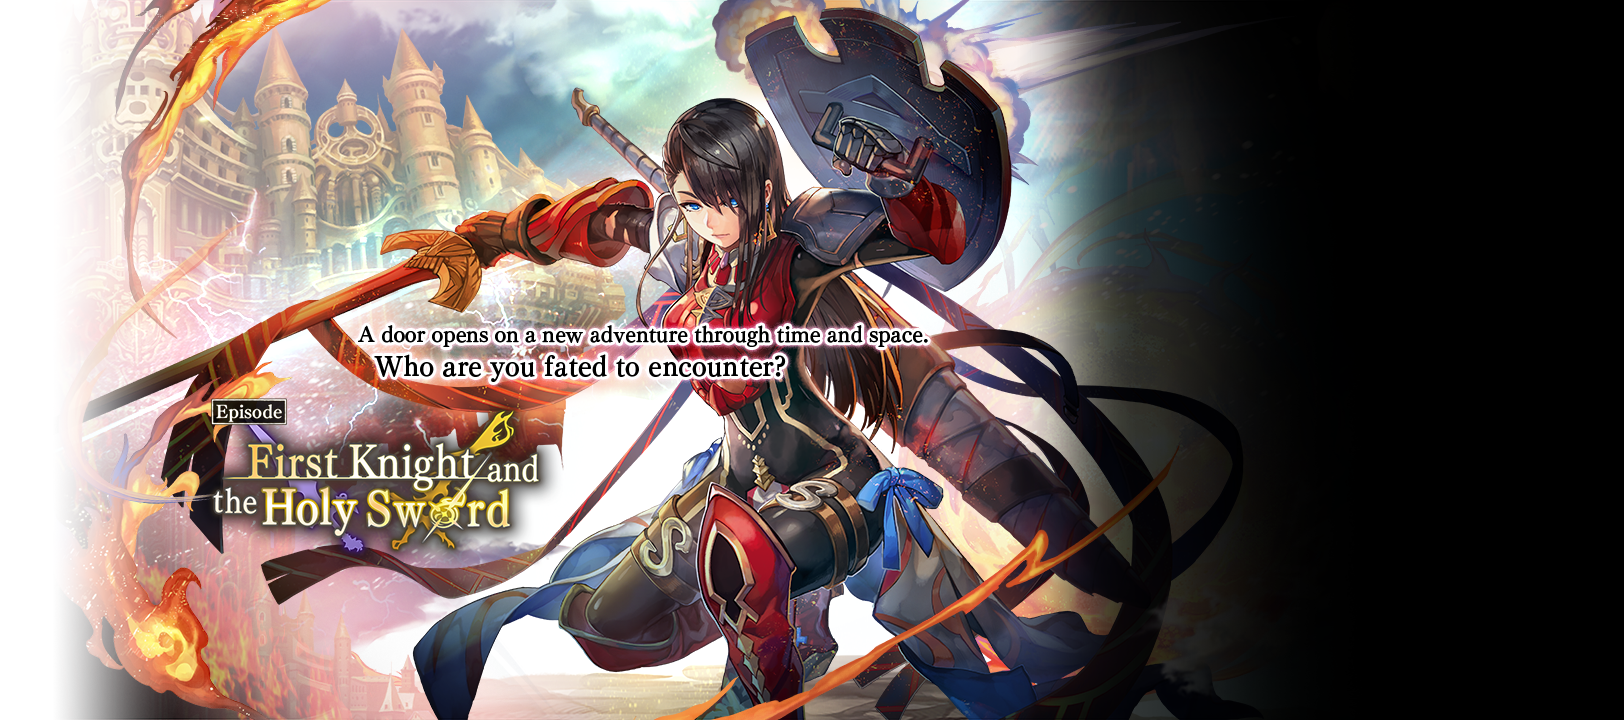 A door opens on a new adventure through time and space.
Who are you fated to encounter?
Episode
First Knight and
the Holy Sword